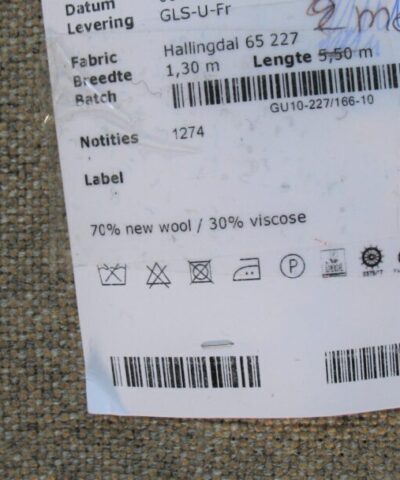 Datum
Levering GLS-U-Fr
2 m
Fabric Hallingdal 65 227
Breedte 1,30 m Lengte 5,50 m
Batch
GU10-227/166-10
Notities 1274
Label
70% new wool / 30% viscose
P